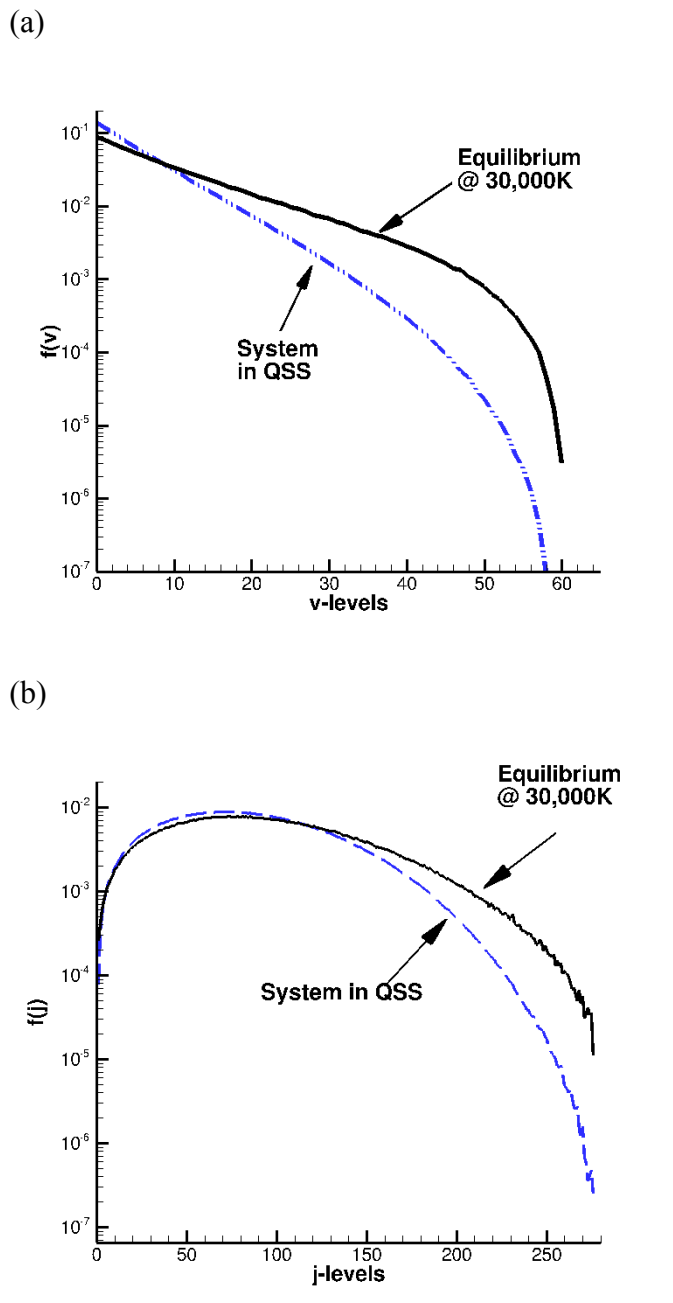 (a)
10^-1
10^-2
10^-3
10^-4
10^-5
10^-6
10^-7
f(v)
Equilibrium
@ 30,000K
System
in QSS
0 10 20 30 40 50 60
v-levels
(b)
10^-2
10^-3
10^-4
10^-5
10^-6
10^-7
f(j)
Equilibrium
@ 30,000K
System in QSS
0 50 100 150 200 250
j-levels